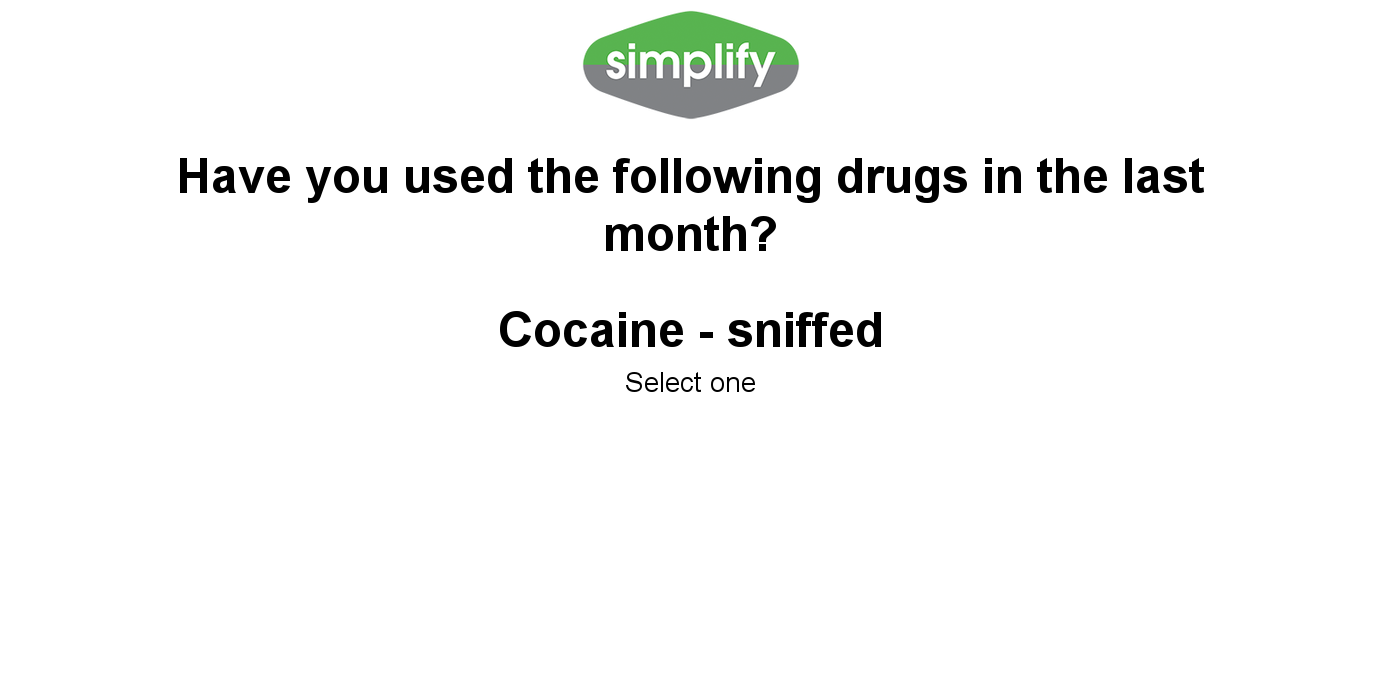 simplify
Have you used the following drugs in the last
month?
Cocaine - sniffed
Select one